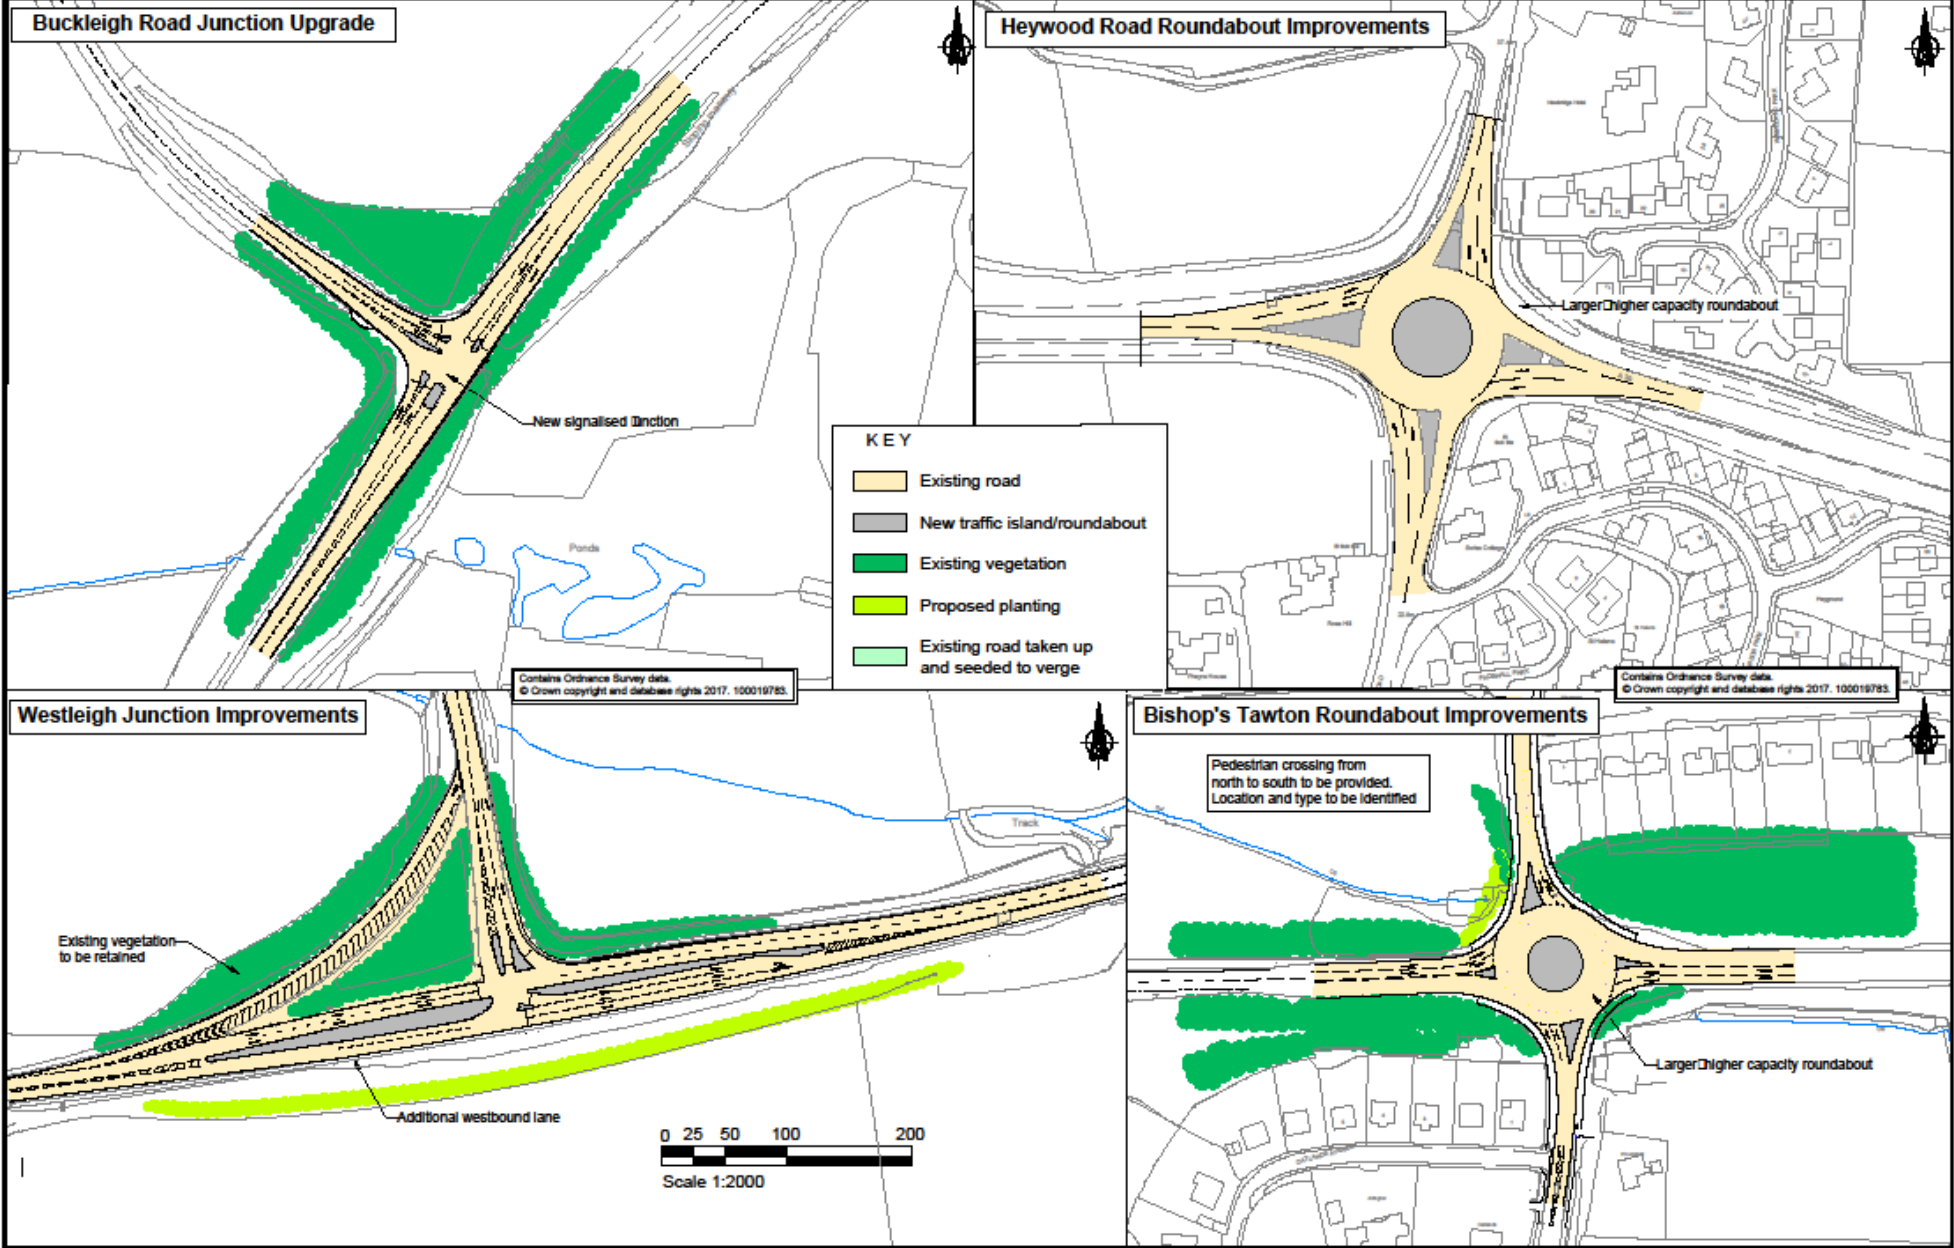 Buckleigh Road Junction Upgrade
New signalised
Ponds
Contains Ordnance Survey data.
© Crown copyright and database rights 2017. 100019783.
Heywood Road Roundabout Improvements
Larger higher capacity roundabout
Contains Ordnance Survey data.
© Crown copyright and database rights 2017. 100019783.
KEY
Existing road
New traffic island/roundabout
Existing vegetation
Proposed planting
Existing road taken up
and seeded to verge
Westleigh Junction Improvements
Track
Existing vegetation
to be retained
Additional westbound lane
0 25 50 100 200
Scale 1:2000
Bishop's Tawton Roundabout Improvements
Pedestrian crossing from
north to south to be provided.
Location and type to be identified
Larger higher capacity roundabout